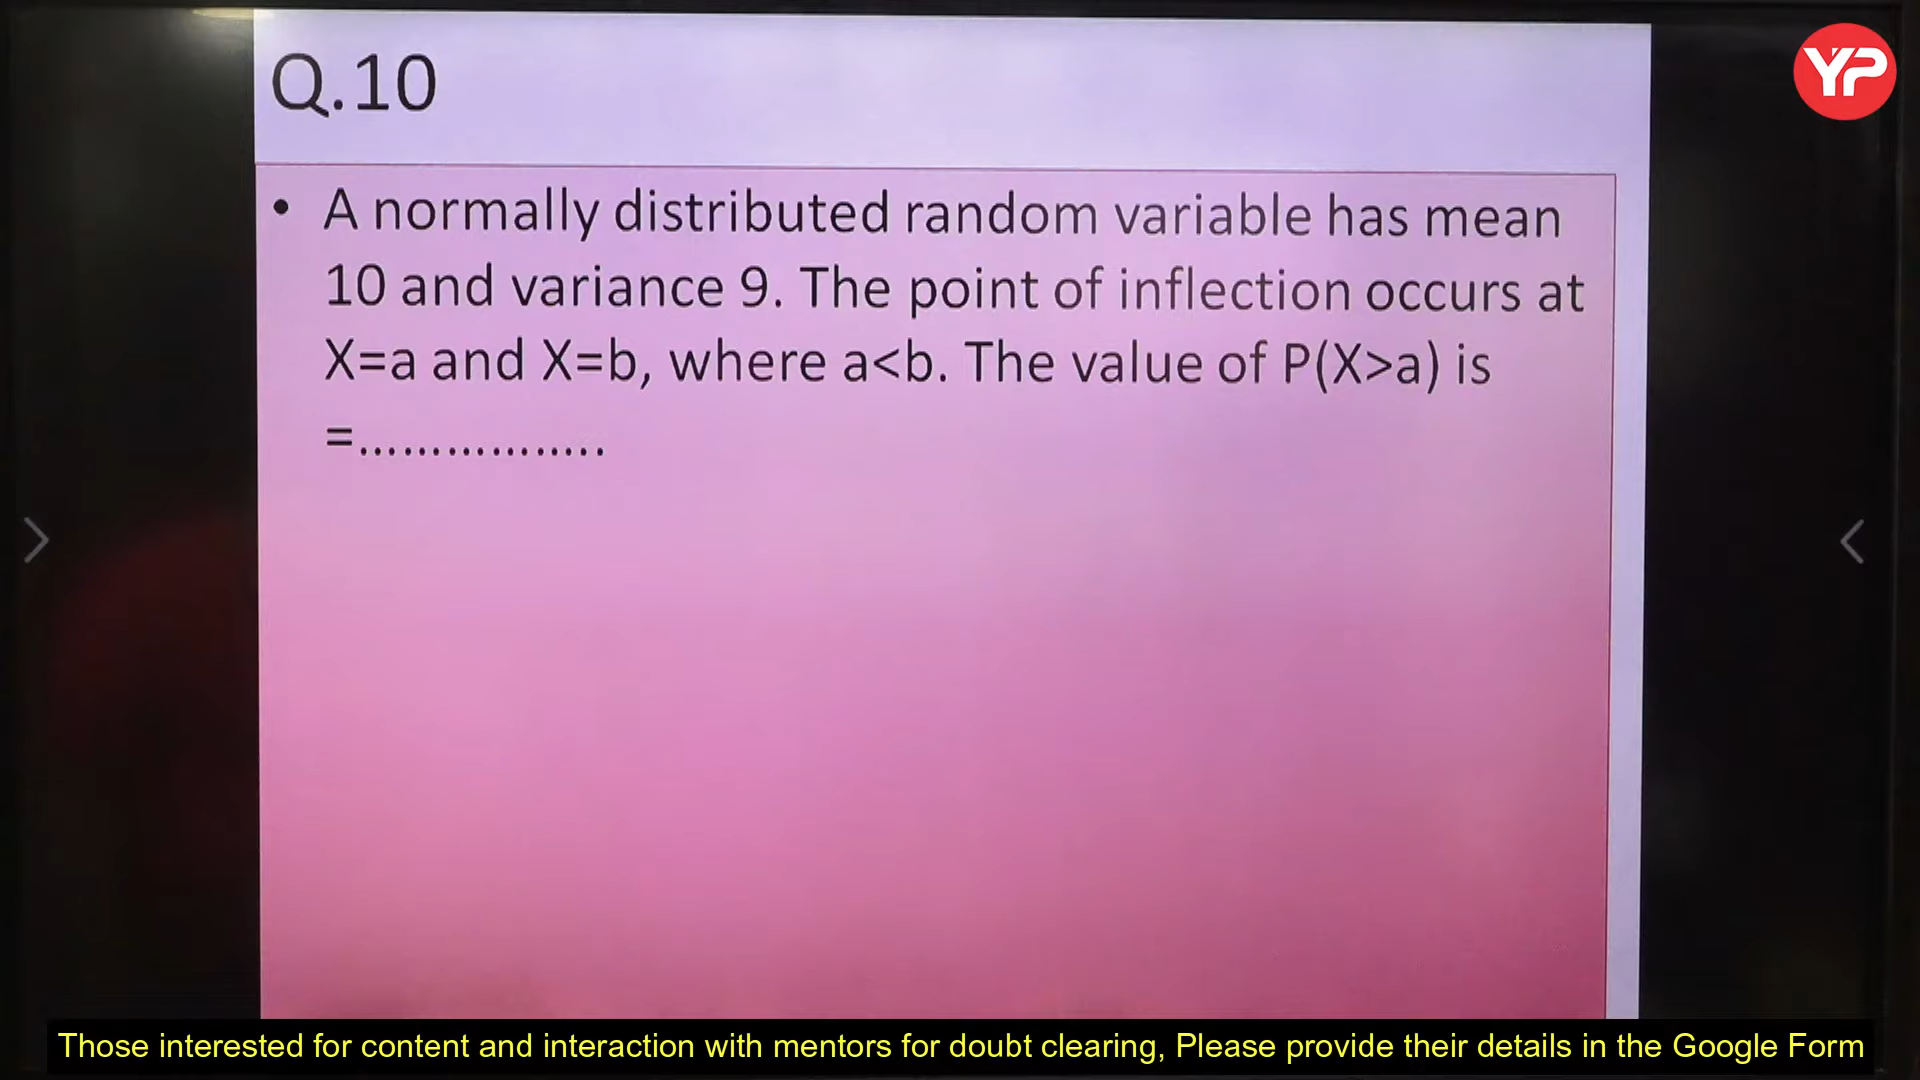 Q.10
YP
• A normally distributed random variable has mean
10 and variance 9. The point of inflection occurs at
X=a and X=b, where a<b. The value of P(X>a) is
=.................
Those interested for content and interaction with mentors for doubt clearing, Please provide their details in the Google Form